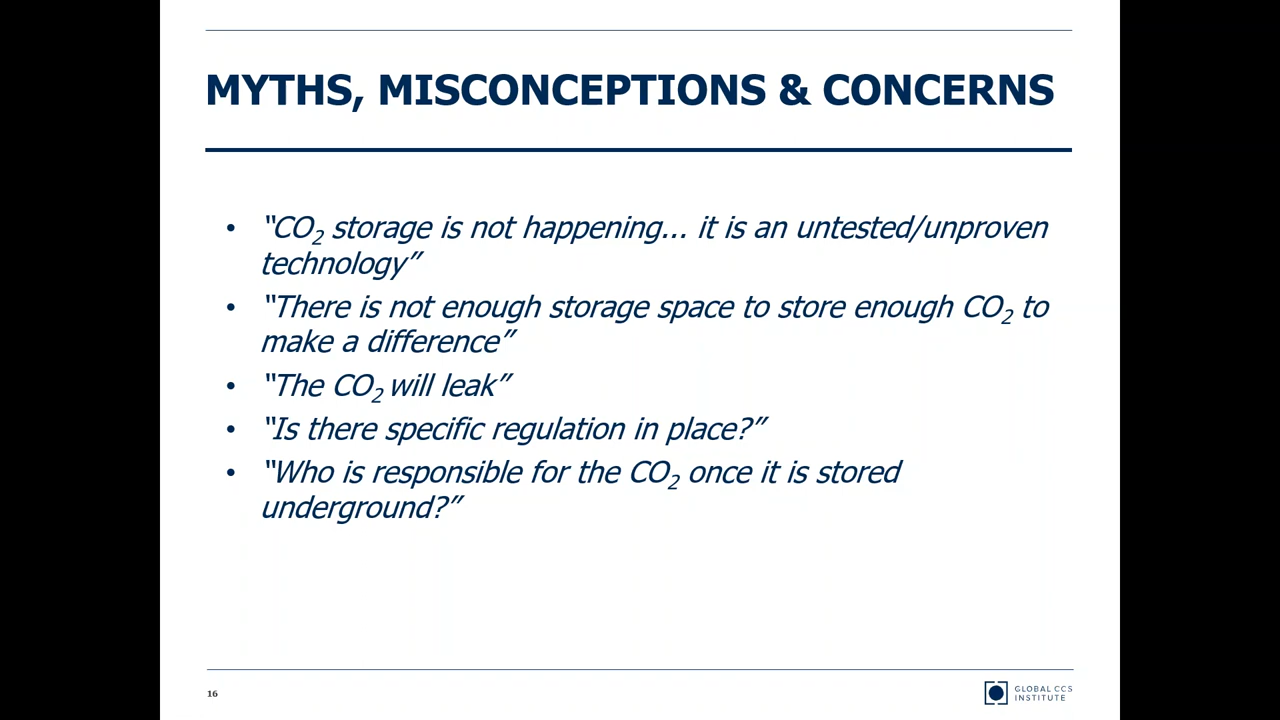 MYTHS, MISCONCEPTIONS & CONCERNS
• “CO₂ storage is not happening... it is an untested/unproven
technology”
• “There is not enough storage space to store enough CO₂ to
make a difference”
• “The CO₂ will leak”
• “Is there specific regulation in place?”
• “Who is responsible for the CO₂ once it is stored
underground?”
16
GLOBAL CCS
INSTITUTE